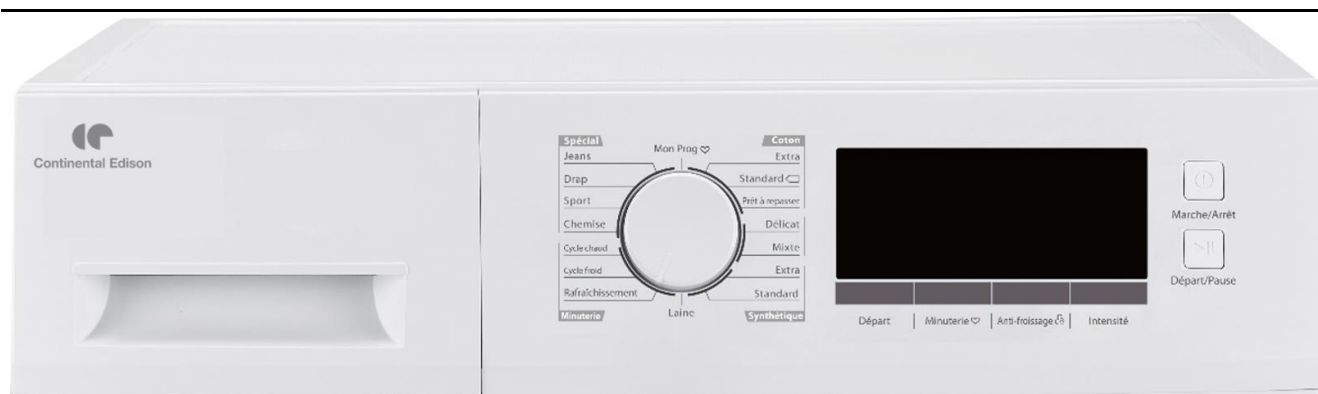 Continental Edison
Spécial
Jeans
Drap
Sport
Chemise
Cycle chaud
Cycle froid
Rafraîchissement
Minuterie
Mon Prog
Laine
Coton
Extra
Standard
Prêt à repasser
Délicat
Mixte
Extra
Standard
Synthétique
Départ
Minuterie
Anti-froissage
Intensité
Marche/Arrêt
Départ/Pause